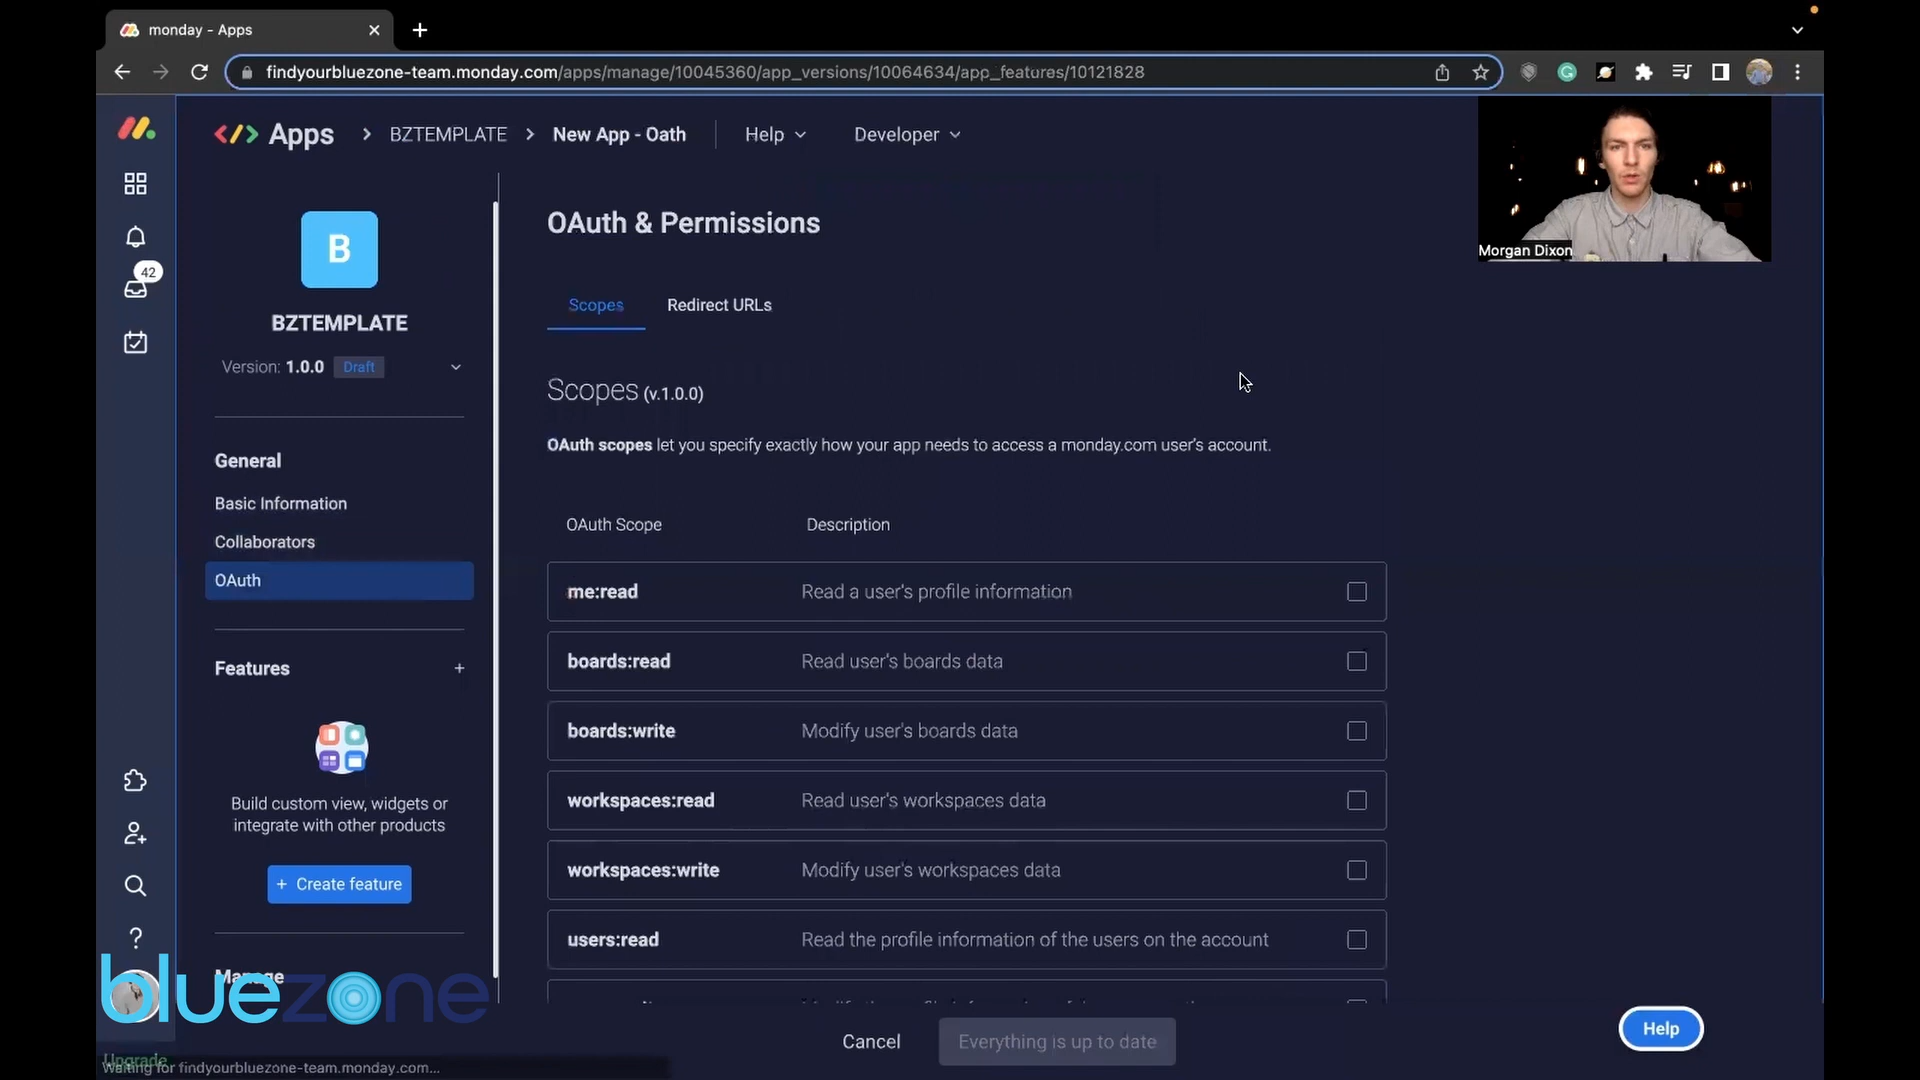 monday - Apps
findyourbluezone-team.monday.com/apps/manage/10045360/app_versions/10064634/app_features/10121828
Apps
BZTEMPLATE
New App - Oath
Help
Developer
Morgan Dixon
42
B
BZTEMPLATE
Version: 1.0.0
Draft
General
Basic Information
Collaborators
OAuth
Features
+
Build custom view, widgets or
integrate with other products
+ Create feature
Manage
OAuth & Permissions
Scopes
Redirect URLs
Scopes (v.1.0.0)
OAuth scopes let you specify exactly how your app needs to access a monday.com user's account.
OAuth Scope
Description
me:read
Read a user's profile information
boards:read
Read user's boards data
boards:write
Modify user's boards data
workspaces:read
Read user's workspaces data
workspaces:write
Modify user's workspaces data
users:read
Read the profile information of the users on the account
Cancel
Everything is up to date
Help
bluezone
Upgrade
Waiting for findyourbluezone-team.monday.com...